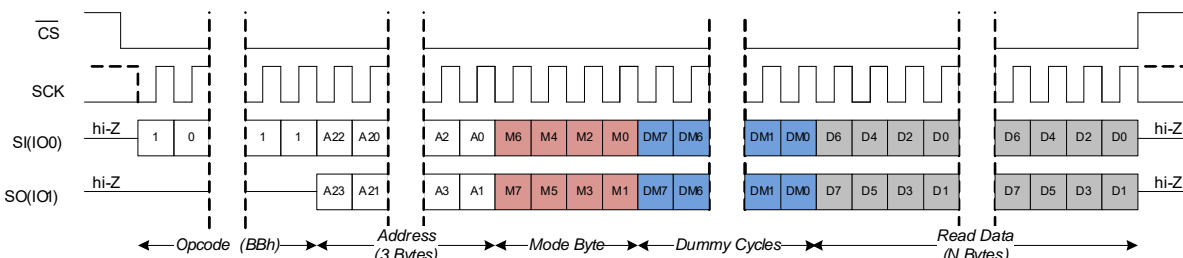 CS
SCK
SI(IO0) hi-Z 1 0 1 1 A22 A20 A2 A0 M6 M4 M2 M0 DM7 DM6 DM1 DM0 D6 D4 D2 D0 D6 D4 D2 D0 hi-Z
SO(IO1) hi-Z A23 A21 A3 A1 M7 M5 M3 M1 DM7 DM6 DM1 DM0 D7 D5 D3 D1 D7 D5 D3 D1 hi-Z
Opcode (BBh) Address Mode Byte Dummy Cycles Read Data
(3 Bytes) (N Bytes)